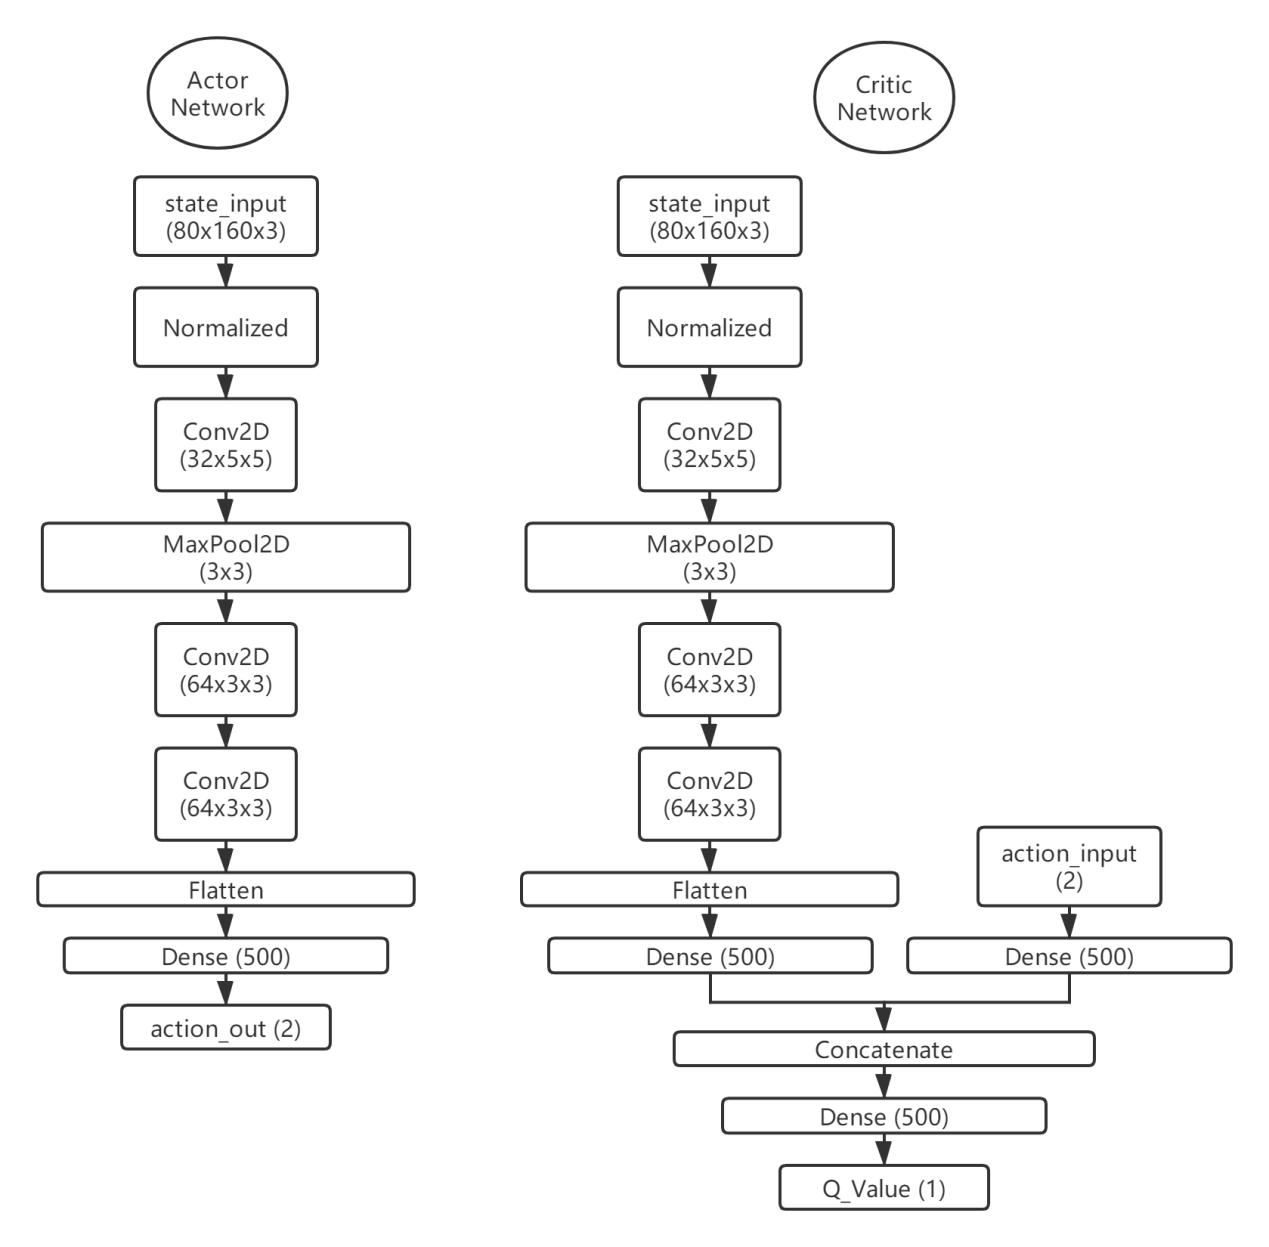 Actor
Network
state_input
(80x160x3)
Normalized
Conv2D
(32x5x5)
MaxPool2D
(3x3)
Conv2D
(64x3x3)
Conv2D
(64x3x3)
Flatten
Dense (500)
action_out (2)
Critic
Network
state_input
(80x160x3)
Normalized
Conv2D
(32x5x5)
MaxPool2D
(3x3)
Conv2D
(64x3x3)
Conv2D
(64x3x3)
Flatten
Dense (500)
action_input
(2)
Dense (500)
Concatenate
Dense (500)
Q_Value (1)